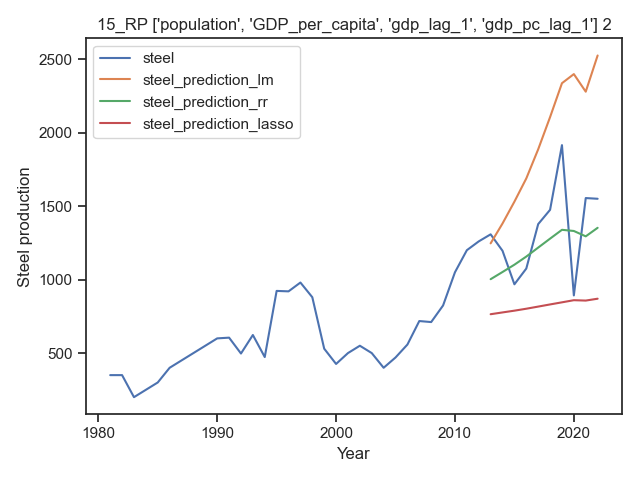 15_RP ['population', 'GDP_per_capita', 'gdp_lag_1', 'gdp_pc_lag_1'] 2
steel
steel_prediction_lm
steel_prediction_rr
steel_prediction_lasso
Steel production
2500
2000
1500
1000
500
1980 1990 2000 2010 2020
Year